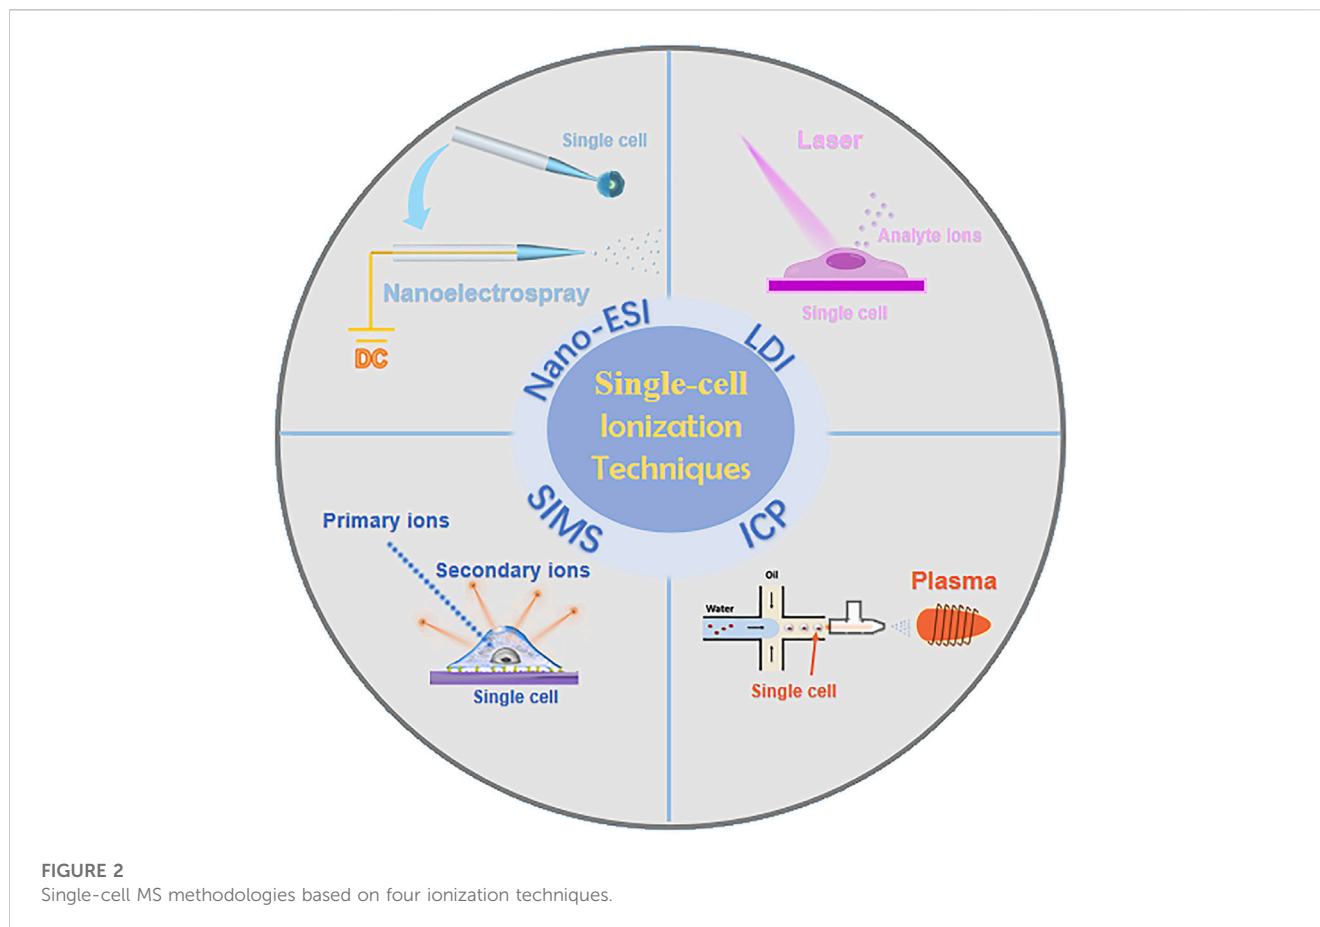 Single cell
Nanoelectrospray
DC
Laser
Analyte ions
Single cell
Nano-ESI
LDI
Single-cell
Ionization
Techniques
SIMS
ICP
Primary ions
Secondary ions
Single cell
Oil
Water
Plasma
Single cell
FIGURE 2
Single-cell MS methodologies based on four ionization techniques.